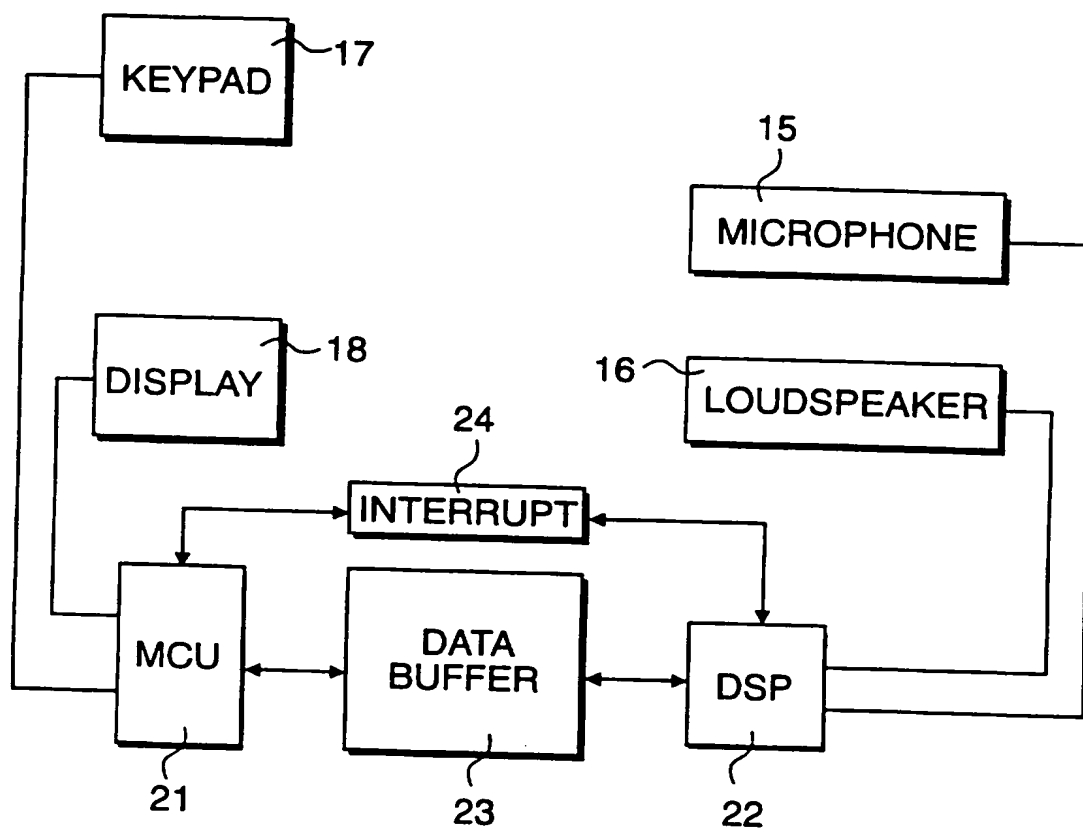 KEYPAD
17
15
MICROPHONE
DISPLAY
18
16
LOUDSPEAKER
24
INTERRUPT
MCU
DATA
BUFFER
DSP
21
23
22